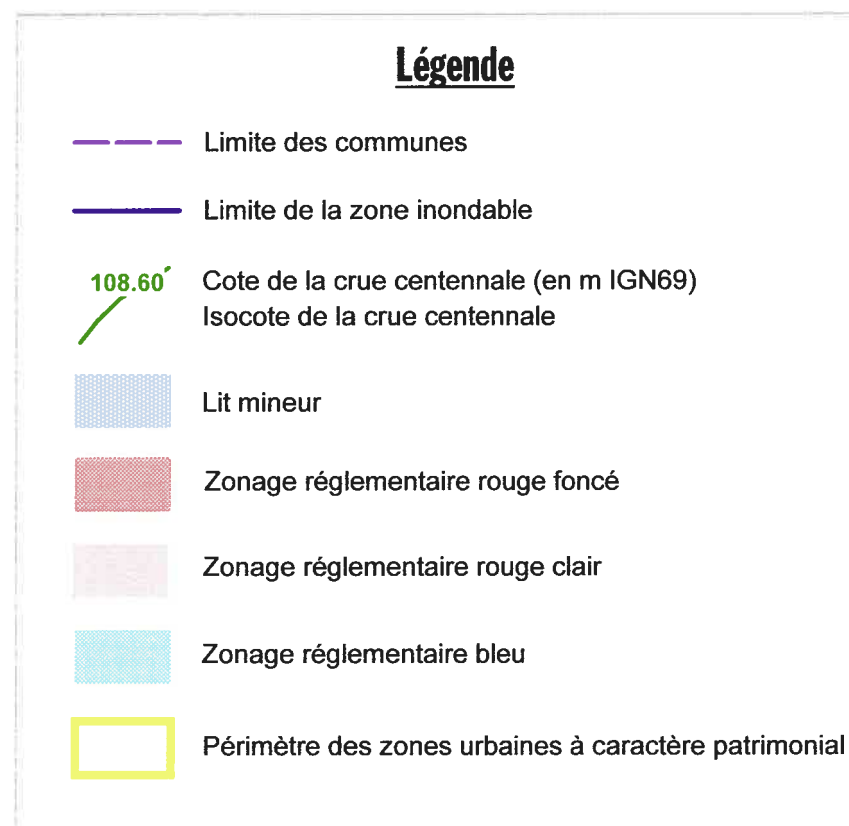 Légende
Limite des communes
Limite de la zone inondable
108.60
Cote de la crue centennale (en m IGN69)
Isocote de la crue centennale
Lit mineur
Zonage réglementaire rouge foncé
Zonage réglementaire rouge clair
Zonage réglementaire bleu
Périmètre des zones urbaines à caractère patrimonial